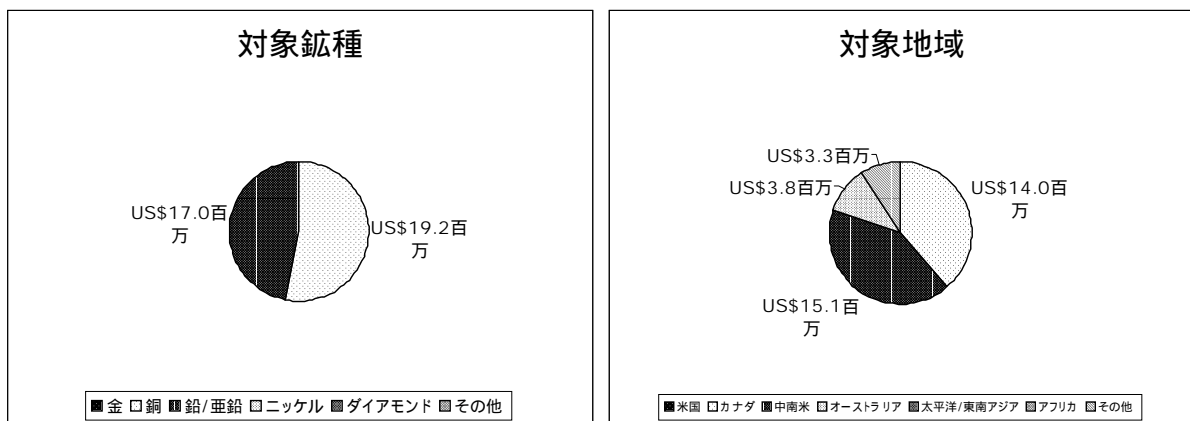 対象鉱種
US$17.0百
万
US$19.2百
万
金 銅 鉛/亜鉛 ニッケル ダイアモンド その他
対象地域
US$3.3百万
US$3.8百万
US$14.0百
万
US$15.1百
万
米国 カナダ 中南米 オーストラリア 太平洋/東南アジア アフリカ その他